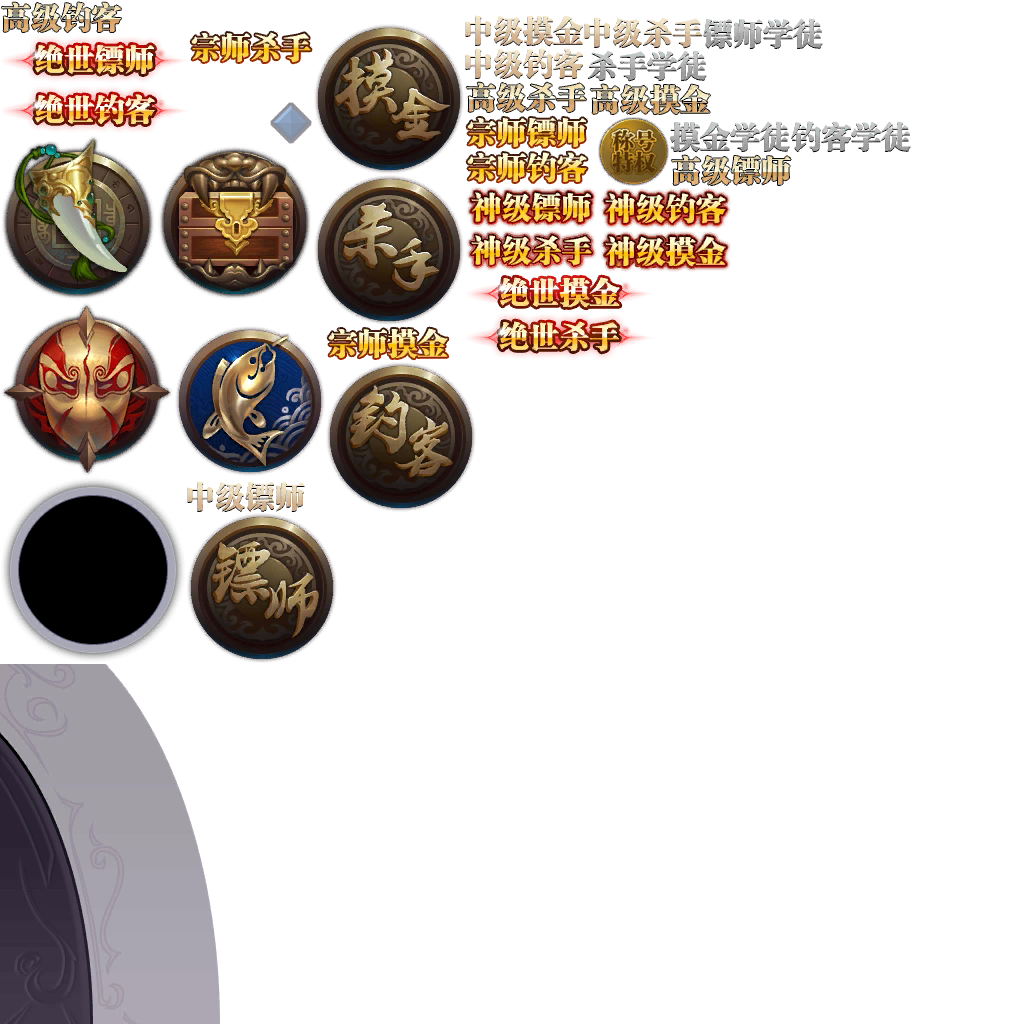 高级钓客
绝世镖师
宗师杀手
绝世钓客
摸金
中级摸金
中级杀手
镖师学徒
中级钓客
杀手学徒
高级杀手
高级摸金
宗师镖师
称号
特权
摸金学徒
钓客学徒
宗师钓客
高级镖师
杀手
神级镖师
神级钓客
神级杀手
神级摸金
绝世摸金
绝世杀手
宗师摸金
钓客
中级镖师
镖师